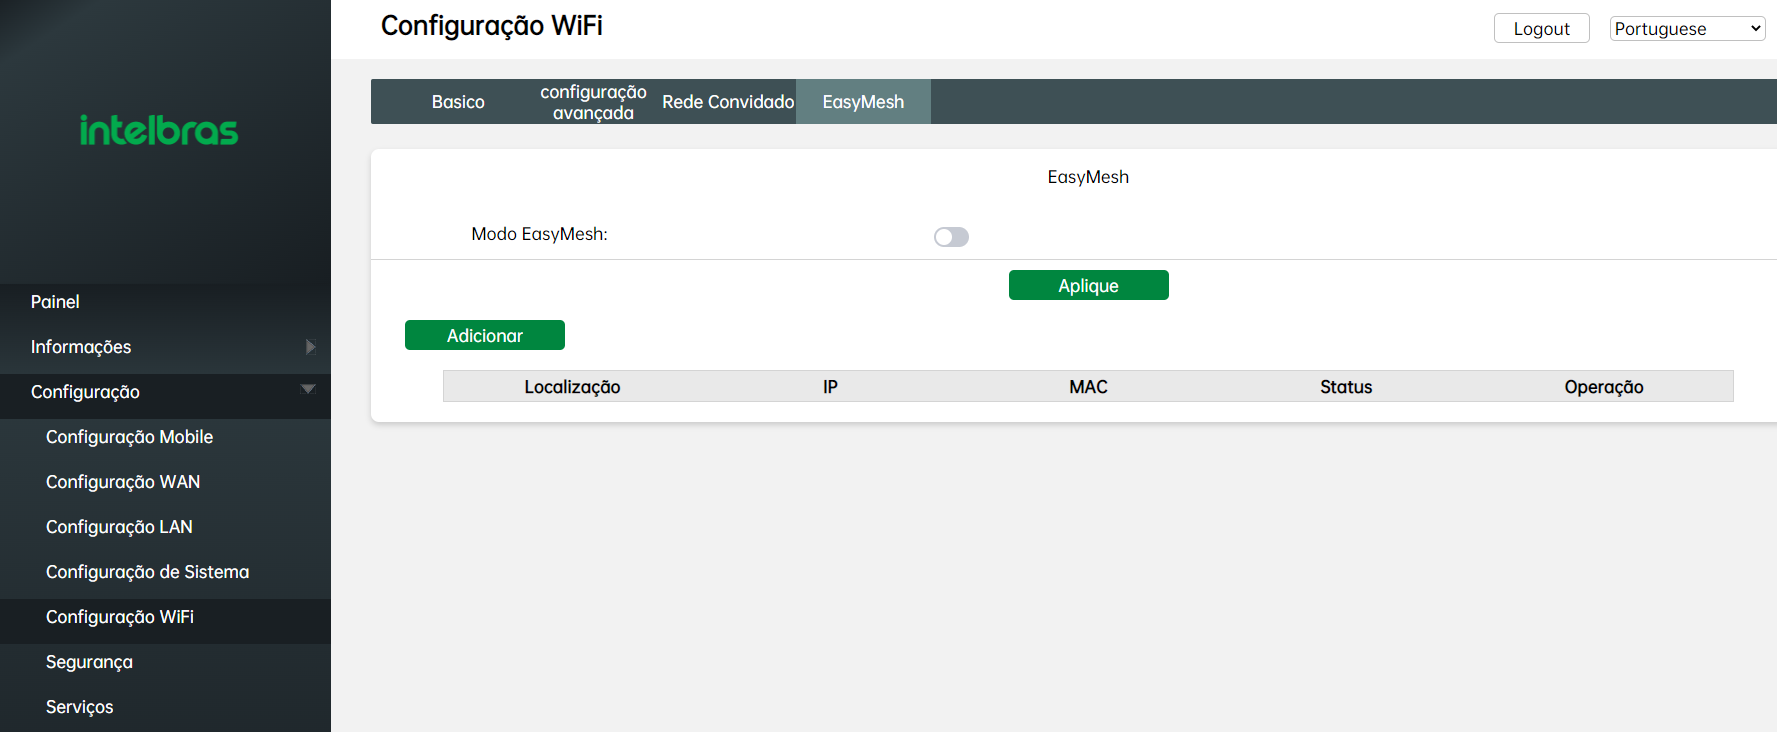 Configuração WiFi
Logout
Portuguese
intelbras
Basico
configuração
avançada
Rede Convidado
EasyMesh
EasyMesh
Modo EasyMesh:
Aplique
Adicionar
Localização IP MAC Status Operação
Painel
Informações
Configuração
Configuração Mobile
Configuração WAN
Configuração LAN
Configuração de Sistema
Configuração WiFi
Segurança
Serviços